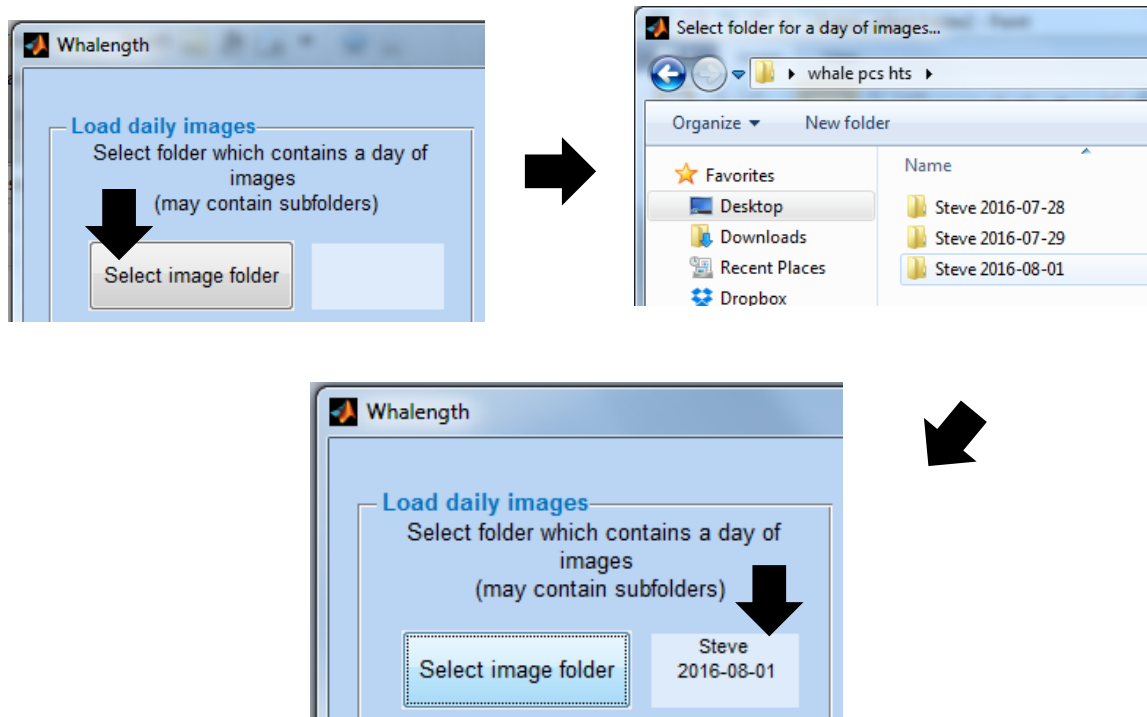 Whalength
Load daily images
Select folder which contains a day of
images
(may contain subfolders)
Select image folder
Select folder for a day of images...
whale pcs hts
Organize
New folder
Favorites
Desktop
Downloads
Recent Places
Dropbox
Name
Steve 2016-07-28
Steve 2016-07-29
Steve 2016-08-01
Whalength
Load daily images
Select folder which contains a day of
images
(may contain subfolders)
Select image folder
Steve
2016-08-01